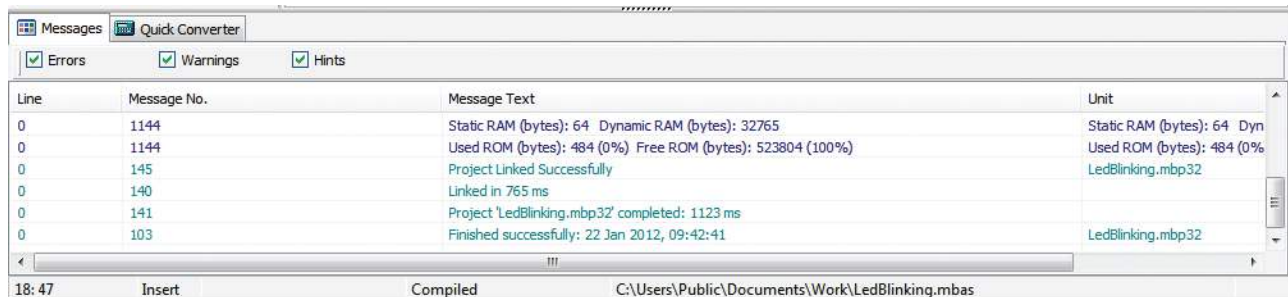 Messages Quick Converter
Errors Warnings Hints
Line Message No. Message Text Unit
0 1144 Static RAM (bytes): 64 Dynamic RAM (bytes): 32765 Static RAM (bytes): 64 Dyn
0 1144 Used ROM (bytes): 484 (0%) Free ROM (bytes): 523804 (100%) Used ROM (bytes): 484 (0%
0 145 Project Linked Successfully LedBlinking.mbp32
0 140 Linked in 765 ms
0 141 Project 'LedBlinking.mbp32' completed: 1123 ms
0 103 Finished successfully: 22 Jan 2012, 09:42:41 LedBlinking.mbp32
18: 47 Insert Compiled C:\Users\Public\Documents\Work\LedBlinking.mbas